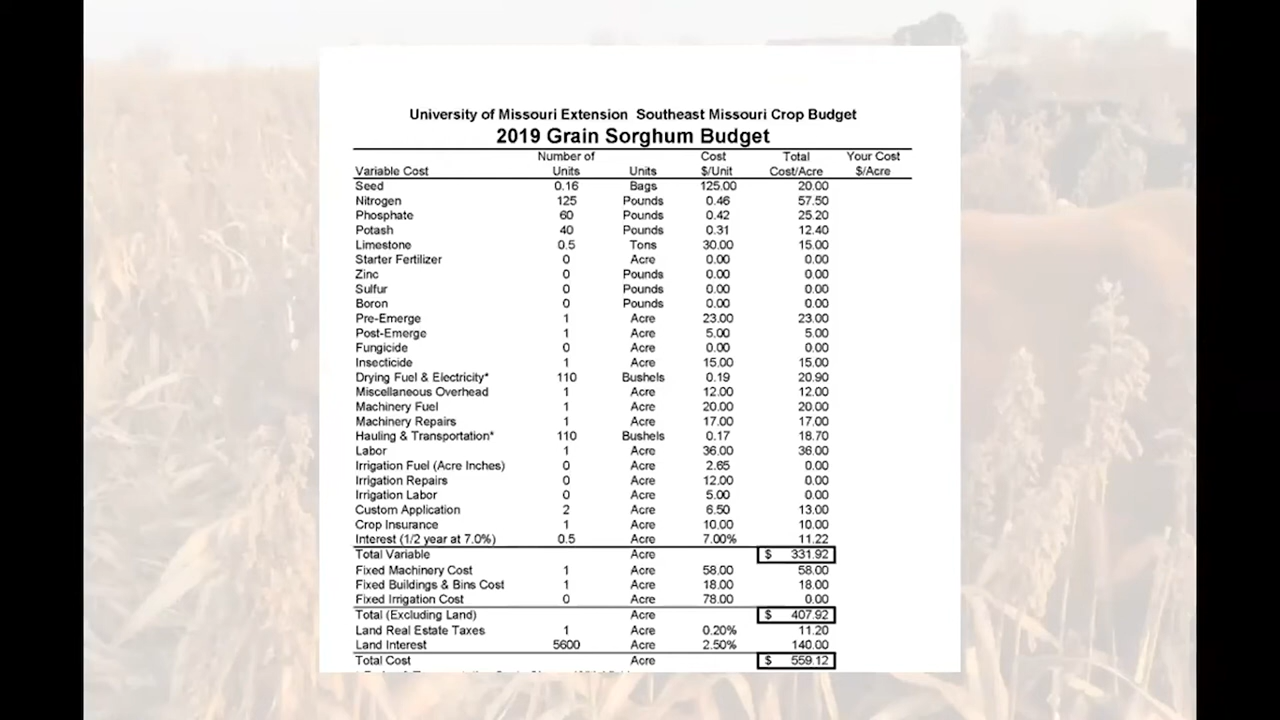 University of Missouri Extension Southeast Missouri Crop Budget
2019 Grain Sorghum Budget
Number of Cost Total Your Cost
Variable Cost Units Units $/Unit Cost/Acre $/Acre
Seed 0.16 Bags 125.00 20.00
Nitrogen 125 Pounds 0.46 57.50
Phosphate 60 Pounds 0.42 25.20
Potash 40 Pounds 0.31 12.40
Limestone 0.5 Tons 30.00 15.00
Starter Fertilizer 0 Acre 0.00 0.00
Zinc 0 Pounds 0.00 0.00
Sulfur 0 Pounds 0.00 0.00
Boron 0 Pounds 0.00 0.00
Pre-Emerge 1 Acre 23.00 23.00
Post-Emerge 1 Acre 5.00 5.00
Fungicide 0 Acre 0.00 0.00
Insecticide 1 Acre 15.00 15.00
Drying Fuel & Electricity* 110 Bushels 0.19 20.90
Miscellaneous Overhead 1 Acre 12.00 12.00
Machinery Fuel 1 Acre 20.00 20.00
Machinery Repairs 1 Acre 17.00 17.00
Hauling & Transportation* 110 Bushels 0.17 18.70
Labor 1 Acre 36.00 36.00
Irrigation Fuel (Acre Inches) 0 Acre 2.65 0.00
Irrigation Repairs 0 Acre 12.00 0.00
Irrigation Labor 0 Acre 5.00 0.00
Custom Application 2 Acre 6.50 13.00
Crop Insurance 1 Acre 10.00 10.00
Interest (1/2 year at 7.0%) 0.5 Acre 7.00% 11.22
Total Variable Acre $ 331.92
Fixed Machinery Cost 1 Acre 58.00 58.00
Fixed Buildings & Bins Cost 1 Acre 18.00 18.00
Fixed Irrigation Cost 0 Acre 78.00 0.00
Total (Excluding Land) Acre $ 407.92
Land Real Estate Taxes 1 Acre 0.20% 11.20
Land Interest 5600 Acre 2.50% 140.00
Total Cost Acre $ 559.12